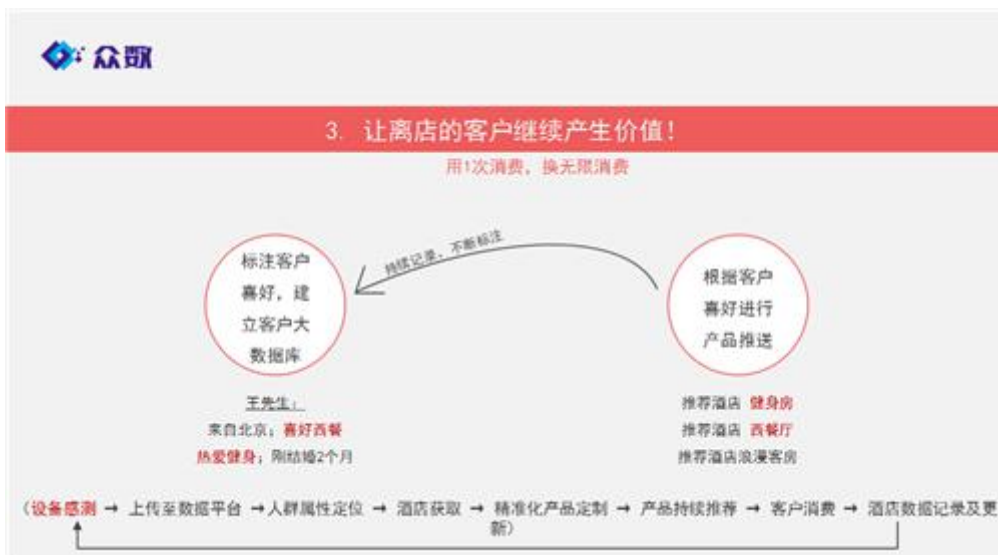 众数
3. 让离店的客户继续产生价值！
用1次消费，换无限消费
持续记录，不断标注
标注客户
喜好，建
立客户大
数据库
根据客户
喜好进行
产品推送
王先生：
来自北京；喜好西餐
热爱健身；刚结婚2个月
推荐酒店 健身房
推荐酒店 西餐厅
推荐酒店浪漫客房
（设备感测 → 上传至数据平台 →人群属性定位 → 酒店获取 → 精准化产品定制 → 产品持续推荐 → 客户消费 → 酒店数据记录及更
新）